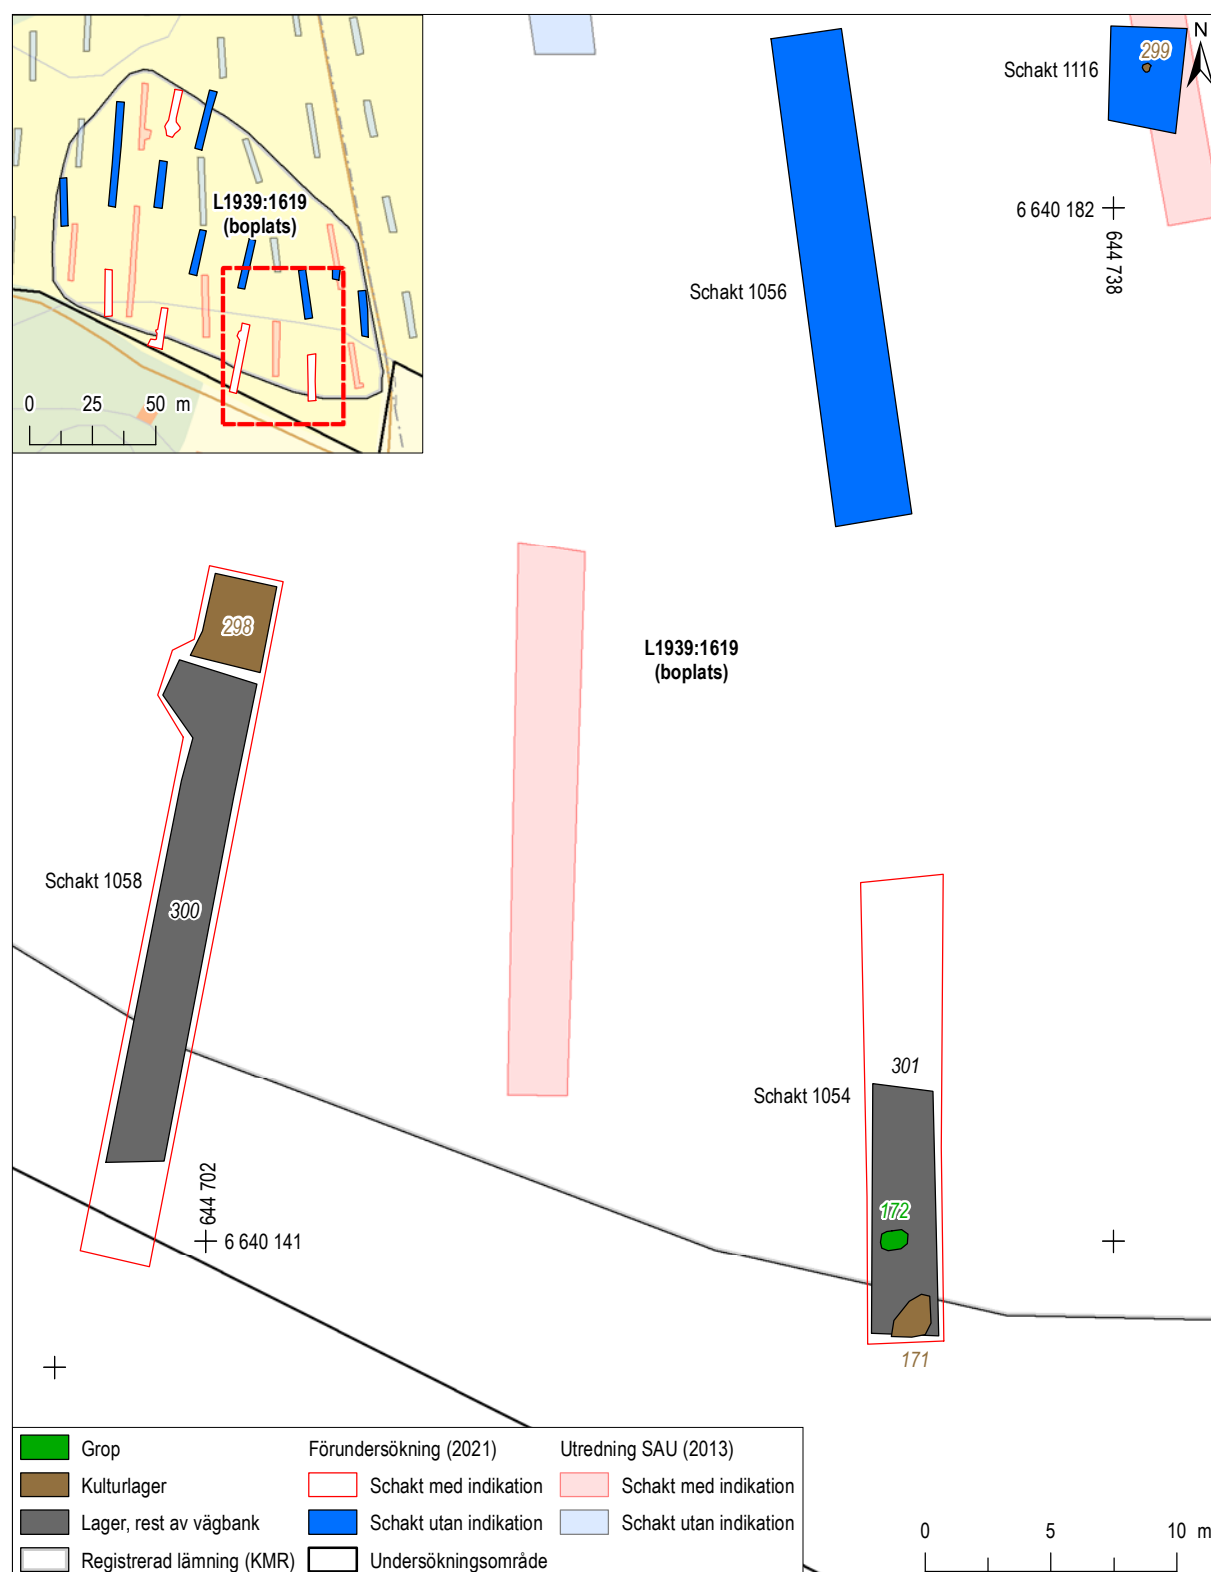 N
299
Schakt 1116
L1939:1619
(boplats)
6 640 182
644 738
Schakt 1056
0 25 50 m
298
L1939:1619
(boplats)
Schakt 1058
300
301
Schakt 1054
644 702
172
6 640 141
171
Grop
Kulturlager
Lager, rest av vägbank
Registrerad lämning (KMR)
Förundersökning (2021)
Schakt med indikation
Schakt utan indikation
Undersökningsområde
Utredning SAU (2013)
Schakt med indikation
Schakt utan indikation
0 5 10 m